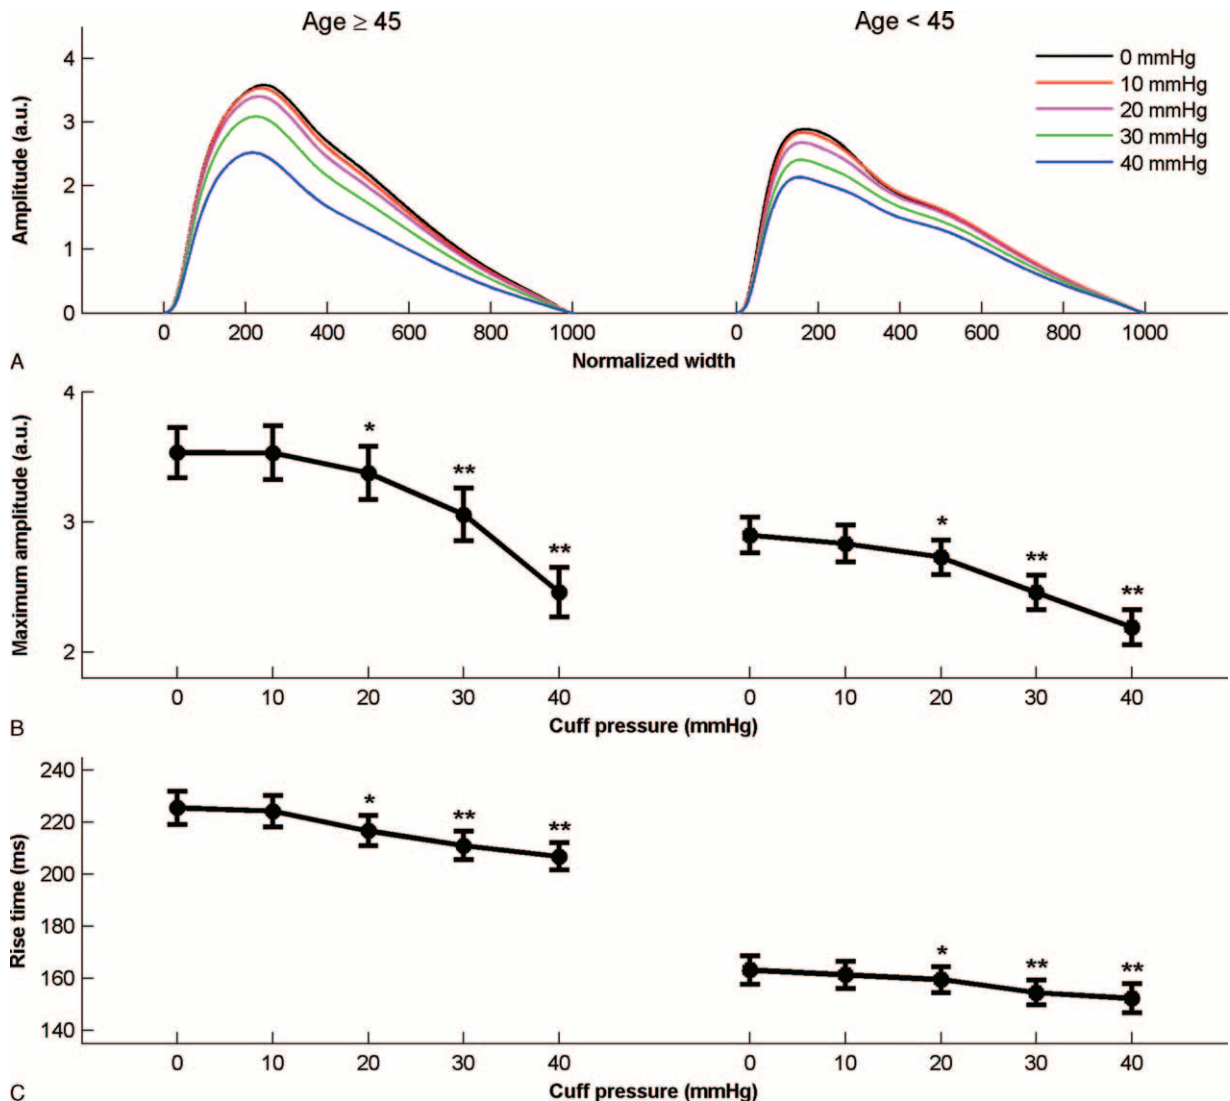 Age ≥ 45
Age < 45
Amplitude (a.u.)
4
3
2
1
0
0 mmHg
10 mmHg
20 mmHg
30 mmHg
40 mmHg
0 200 400 600 800 1000
0 200 400 600 800 1000
Normalized width
A
Maximum amplitude (a.u.)
4
3
2
* ** **
* ** **
0 10 20 30 40
0 10 20 30 40
Cuff pressure (mmHg)
B
Rise time (ms)
240
220
200
180
160
140
* ** **
* ** **
0 10 20 30 40
0 10 20 30 40
Cuff pressure (mmHg)
C